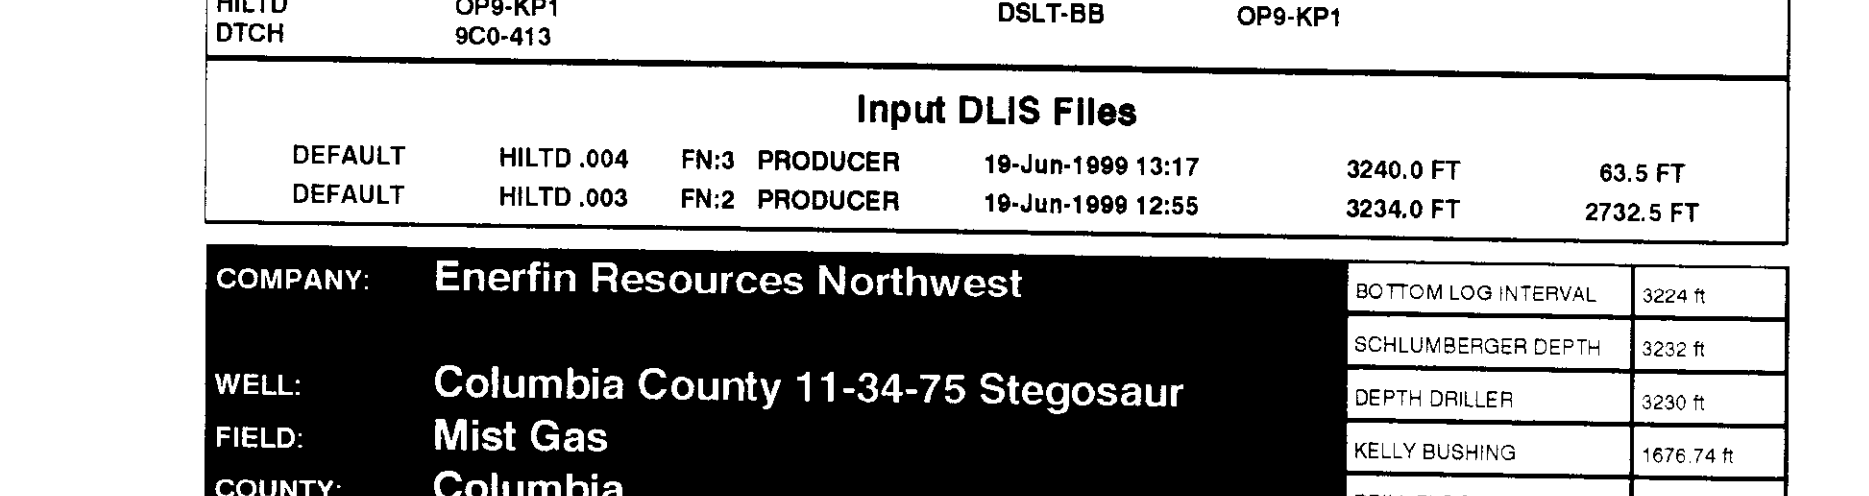 HILTD OP9-KP1 DSLT-BB OP9-KP1
DTCH 9C0-413
Input DLIS Files
DEFAULT HILTD .004 FN:3 PRODUCER 19-Jun-1999 13:17 3240.0 FT 63.5 FT
DEFAULT HILTD .003 FN:2 PRODUCER 19-Jun-1999 12:55 3234.0 FT 2732.5 FT
COMPANY: Enerfin Resources Northwest
BOTTOM LOG INTERVAL 3224 ft
SCHLUMBERGER DEPTH 3232 ft
WELL: Columbia County 11-34-75 Stegosaur
DEPTH DRILLER 3230 ft
FIELD: Mist Gas
KELLY BUSHING 1676.74 ft
COUNTY: Columbia